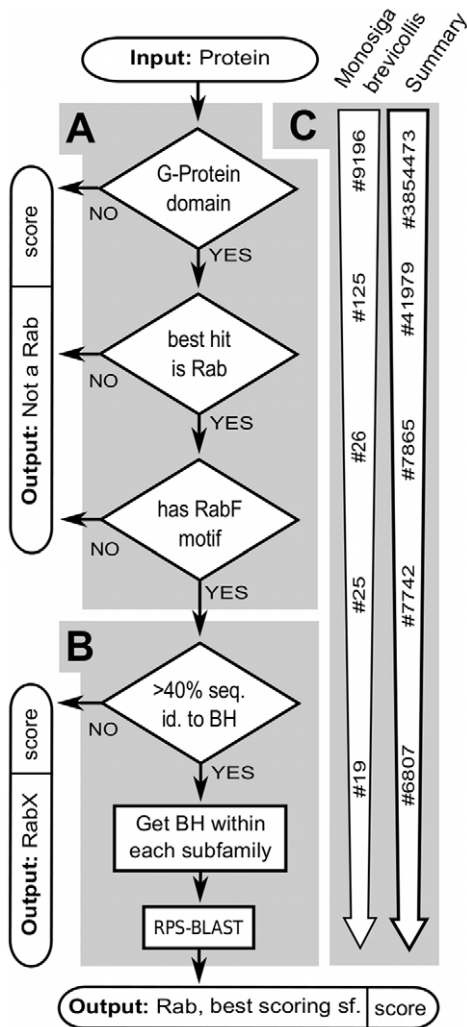 Input: Protein
Monosiga
brevicollis
Summary
A
C
G-Protein
domain
NO
YES
best hit
is Rab
NO
YES
has RabF
motif
NO
YES
Output: Not a Rab
score
B
>40% seq.
id. to BH
NO
YES
Get BH within
each subfamily
RPS-BLAST
Output: RabX
score
#9196
#125
#26
#25
#19
#3854473
#41979
#7865
#7742
#6807
Output: Rab, best scoring sf.
score